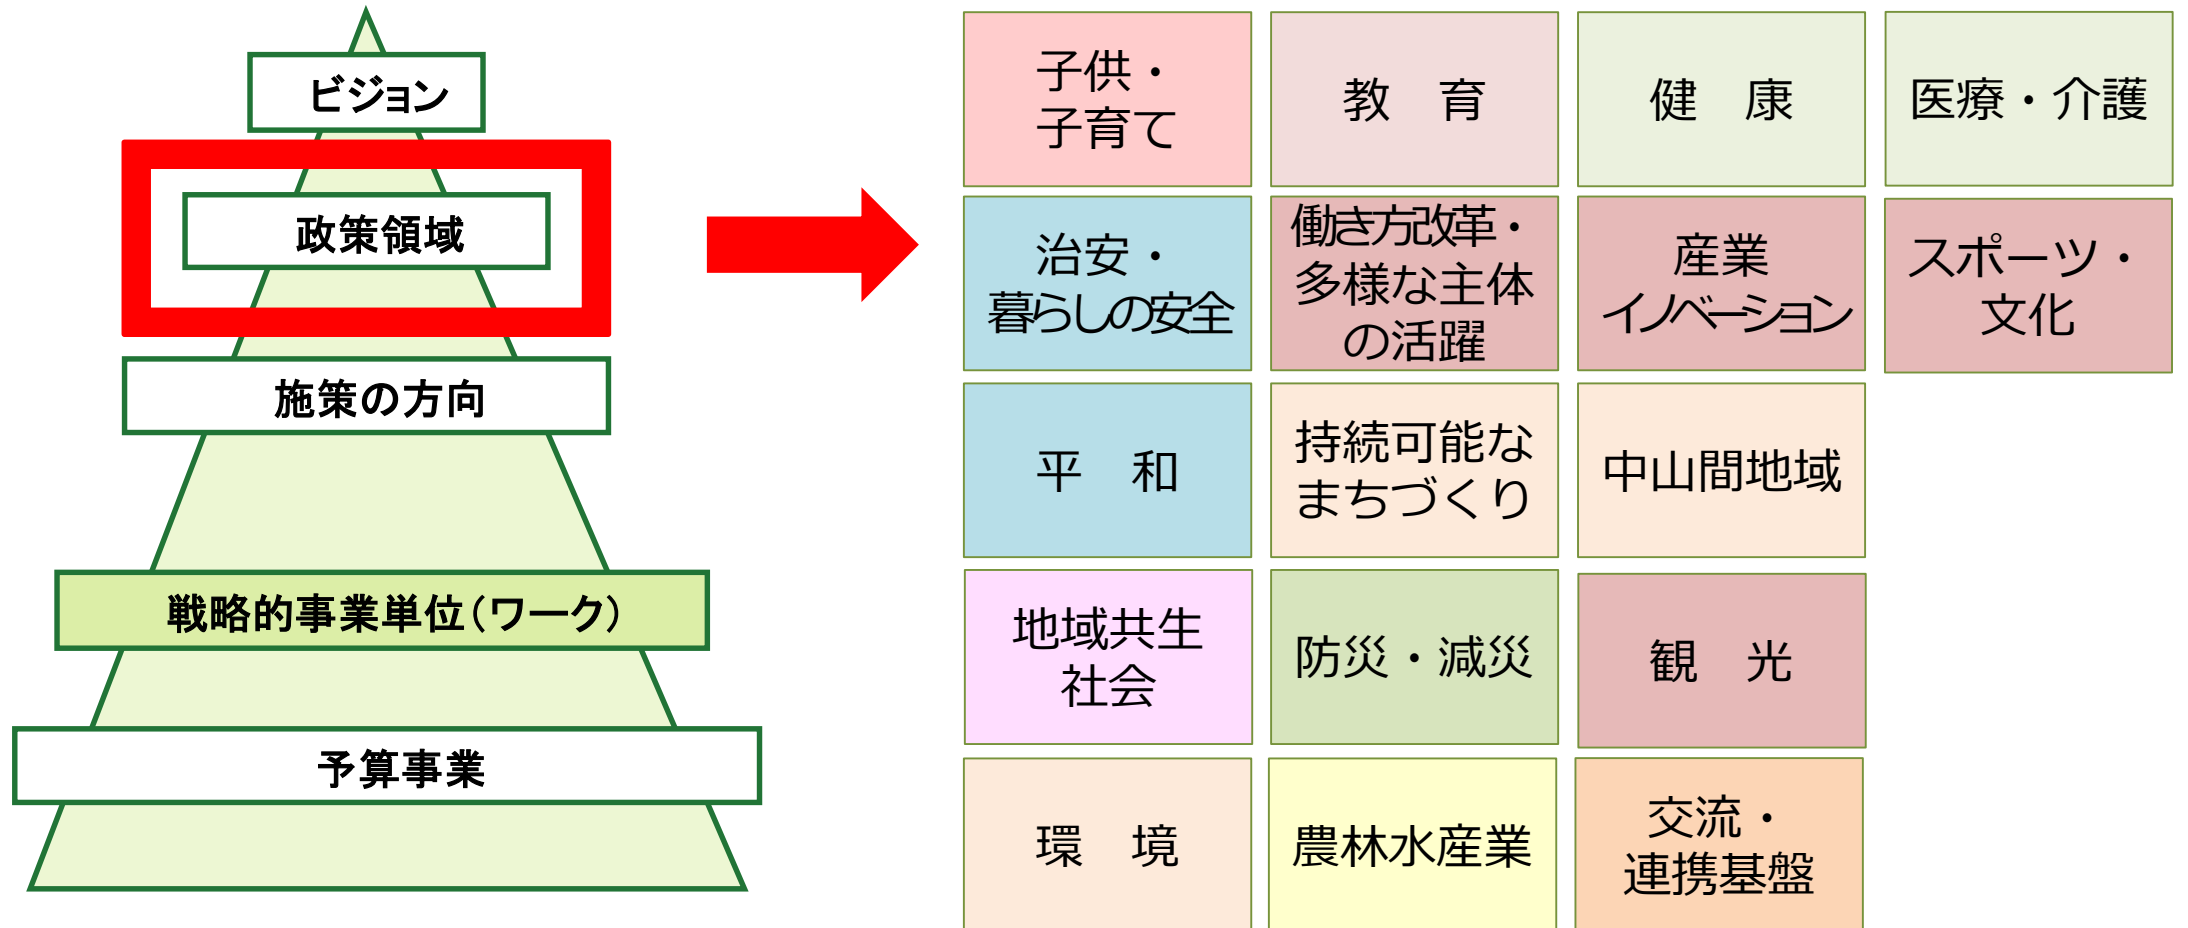 ビジョン
政策領域
施策の方向
戦略的事業単位（ワーク）
予算事業
子供・
子育て
教　育
健　康
医療・介護
治安・
暮らしの安全
働き方改革・
多様な主体
の活躍
産業
イノベーション
スポーツ・
文化
平　和
持続可能な
まちづくり
中山間地域
地域共生
社会
防災・減災
観　光
環　境
農林水産業
交流・
連携基盤